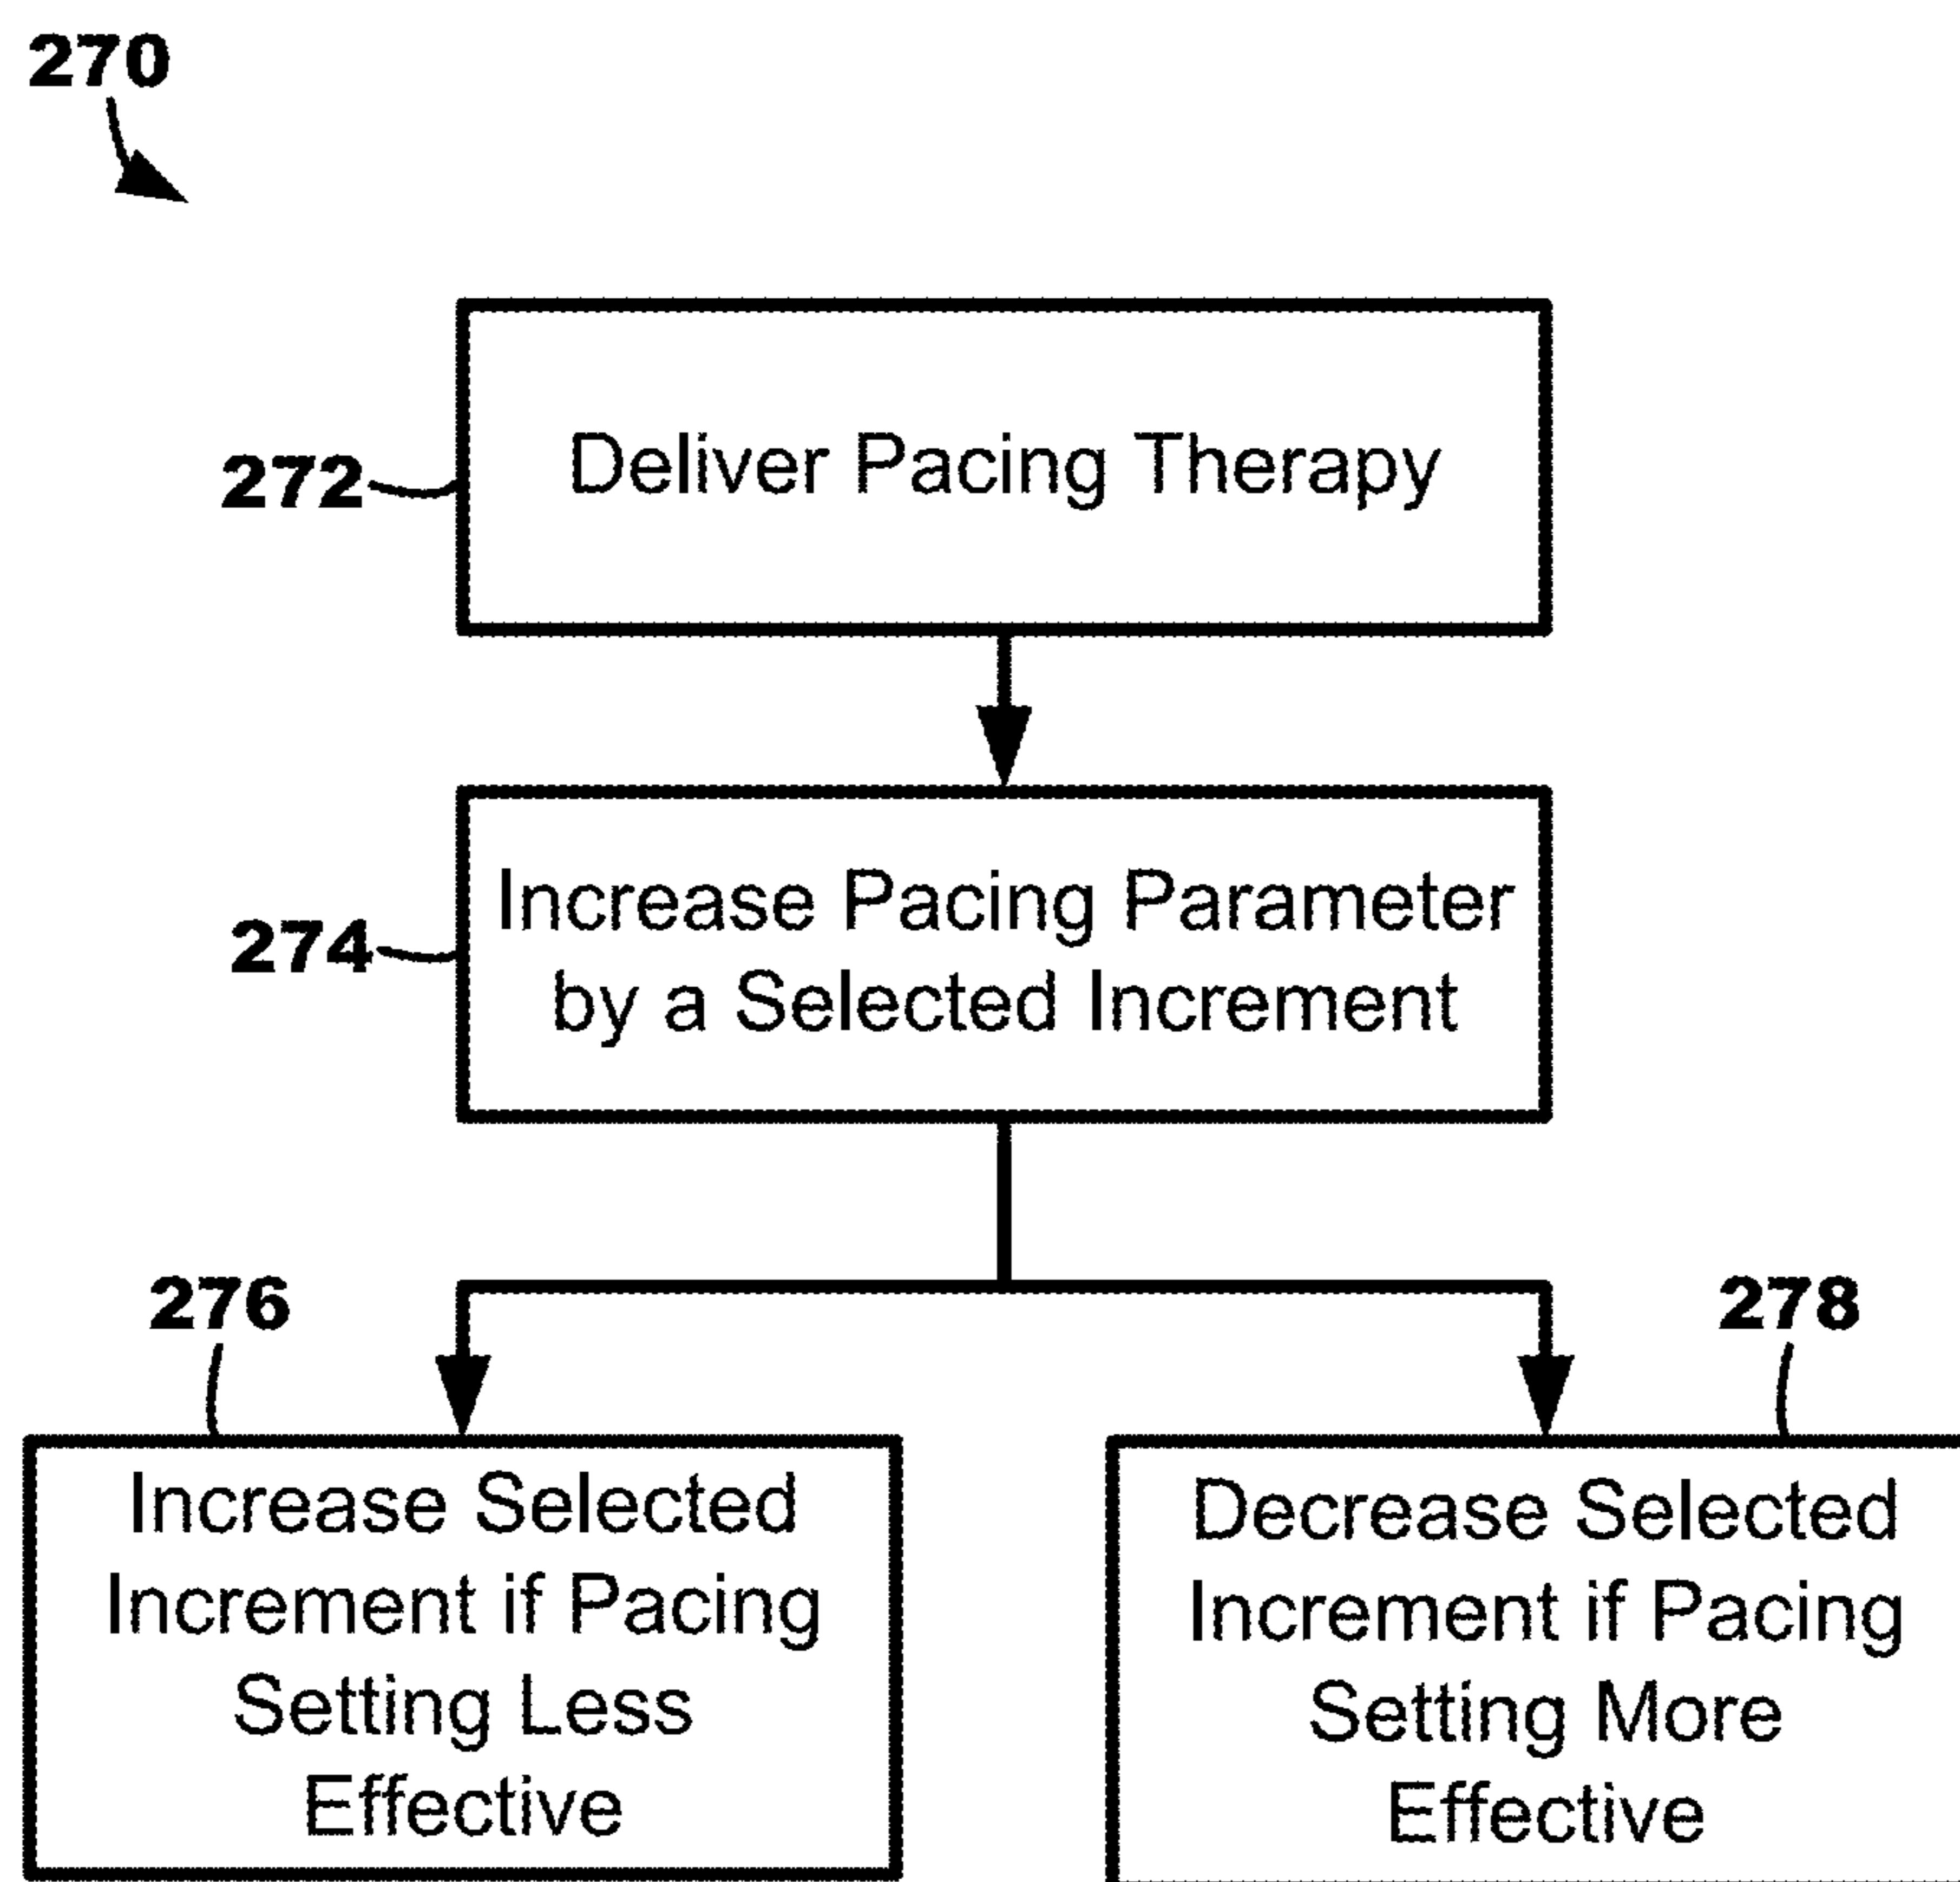 270
272
Deliver Pacing Therapy
274
Increase Pacing Parameter
by a Selected Increment
276
Increase Selected
Increment if Pacing
Setting Less
Effective
278
Decrease Selected
Increment if Pacing
Setting More
Effective